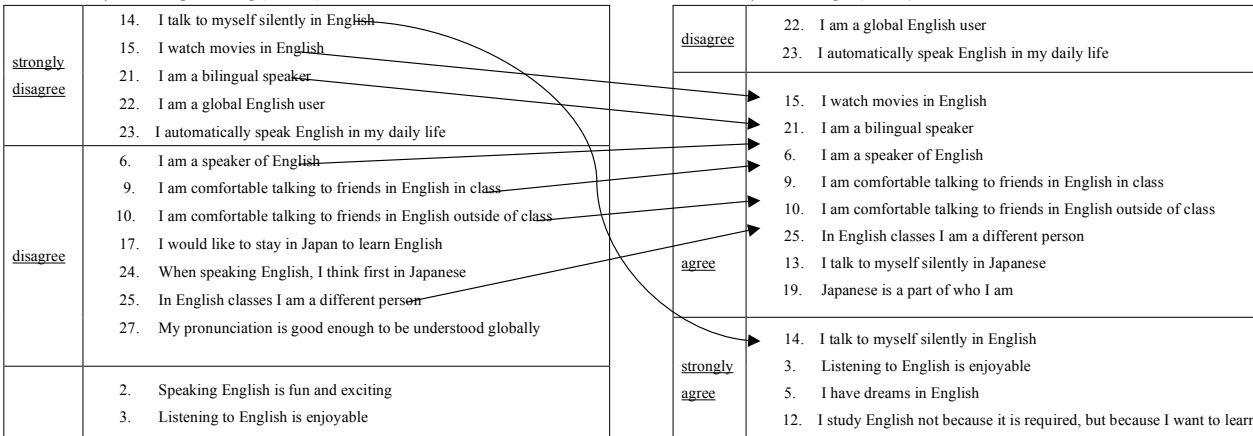 strongly
disagree
14. I talk to myself silently in English
15. I watch movies in English
21. I am a bilingual speaker
22. I am a global English user
23. I automatically speak English in my daily life
disagree
6. I am a speaker of English
9. I am comfortable talking to friends in English in class
10. I am comfortable talking to friends in English outside of class
17. I would like to stay in Japan to learn English
24. When speaking English, I think first in Japanese
25. In English classes I am a different person
27. My pronunciation is good enough to be understood globally
2. Speaking English is fun and exciting
3. Listening to English is enjoyable
disagree
22. I am a global English user
23. I automatically speak English in my daily life
agree
15. I watch movies in English
21. I am a bilingual speaker
6. I am a speaker of English
9. I am comfortable talking to friends in English in class
10. I am comfortable talking to friends in English outside of class
25. In English classes I am a different person
13. I talk to myself silently in Japanese
19. Japanese is a part of who I am
strongly
agree
14. I talk to myself silently in English
3. Listening to English is enjoyable
5. I have dreams in English
12. I study English not because it is required, but because I want to learn